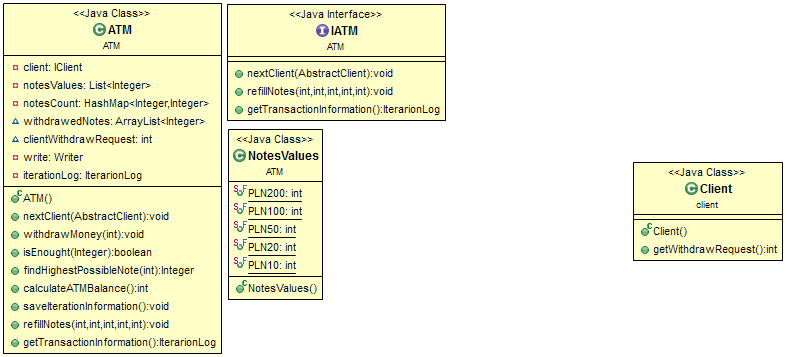 <<Java Class>>
ATM
ATM
client: IClient
notesValues: List<Integer>
notesCount: HashMap<Integer,Integer>
withdrawedNotes: ArrayList<Integer>
clientWithdrawRequest: int
write: Writer
iterationLog: IterarionLog
ATM()
nextClient(AbstractClient):void
withdrawMoney(int):void
isEnought(Integer):boolean
findHighestPossibleNote(int):Integer
calculateATMBalance():int
saveIterationInformation():void
refillNotes(int,int,int,int,int):void
getTransactionInformation():IterarionLog
<<Java Interface>>
IATM
ATM
nextClient(AbstractClient):void
refillNotes(int,int,int,int,int):void
getTransactionInformation():IterarionLog
<<Java Class>>
NotesValues
ATM
PLN200: int
PLN100: int
PLN50: int
PLN20: int
PLN10: int
NotesValues()
<<Java Class>>
Client
client
Client()
getWithdrawRequest():int